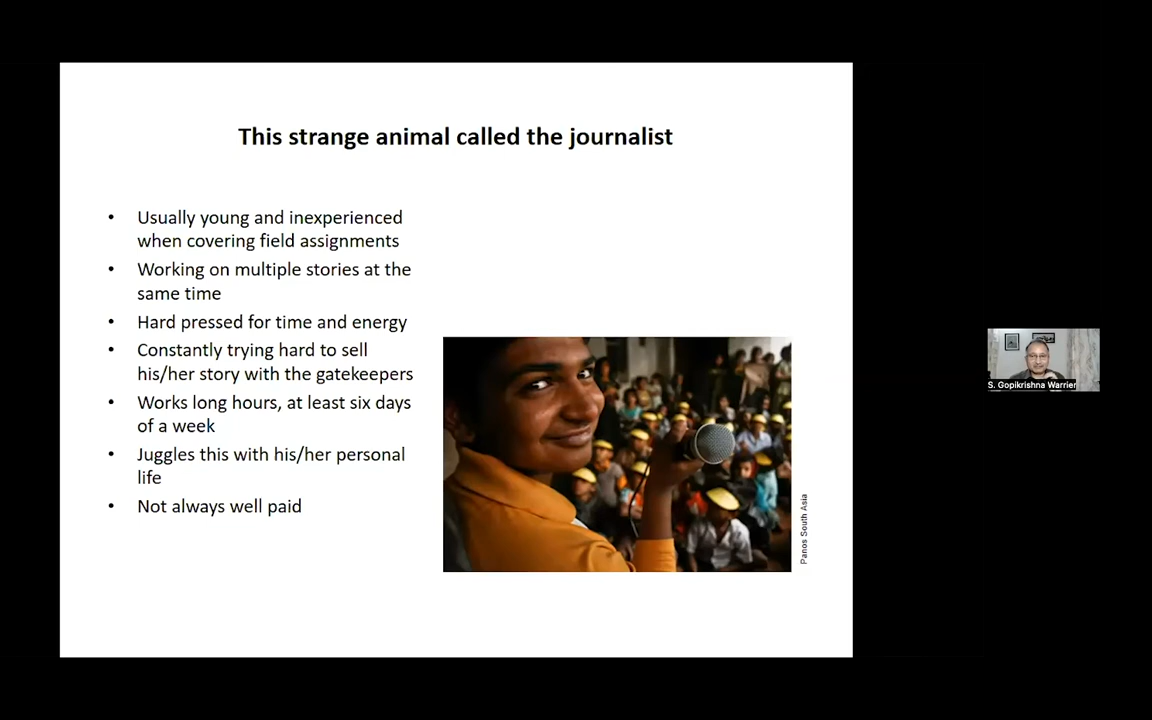 This strange animal called the journalist
• Usually young and inexperienced
when covering field assignments
• Working on multiple stories at the
same time
• Hard pressed for time and energy
• Constantly trying hard to sell
his/her story with the gatekeepers
• Works long hours, at least six days
of a week
• Juggles this with his/her personal
life
• Not always well paid
Panos South Asia
S. Gopikrishna Warrier